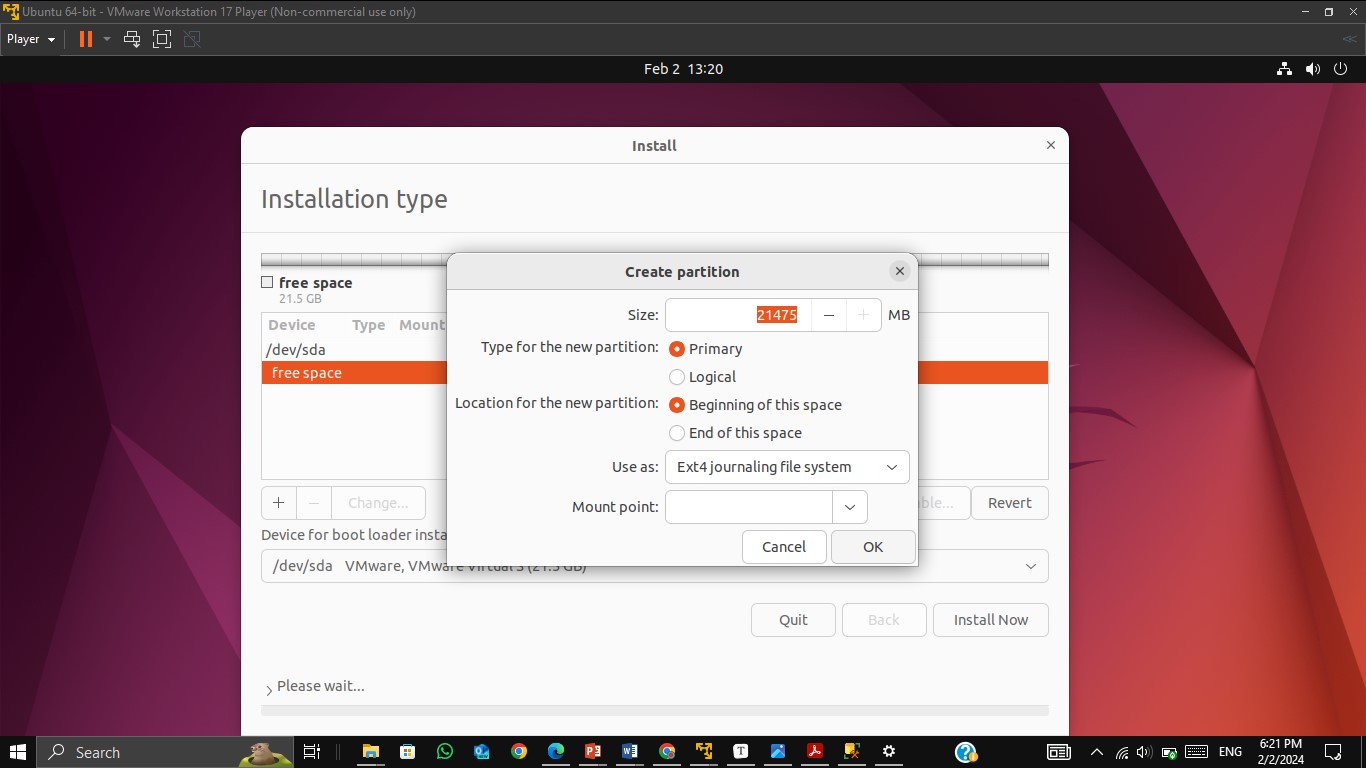 Ubuntu 64-bit - VMware Workstation 17 Player (Non-commercial use only)
Player
Feb 2 13:20
Install
Installation type
free space
21.5 GB
Device Type Mount
/dev/sda
free space
+ − Change... Revert
Device for boot loader insta
/dev/sda VMware, VMware Virtual S (21.5 GB)
Create partition
Size: 21475 − + MB
Type for the new partition: Primary
Logical
Location for the new partition: Beginning of this space
End of this space
Use as: Ext4 journaling file system
Mount point:
Cancel OK
Quit Back Install Now
Please wait...
Search
ENG
6:21 PM
2/2/2024